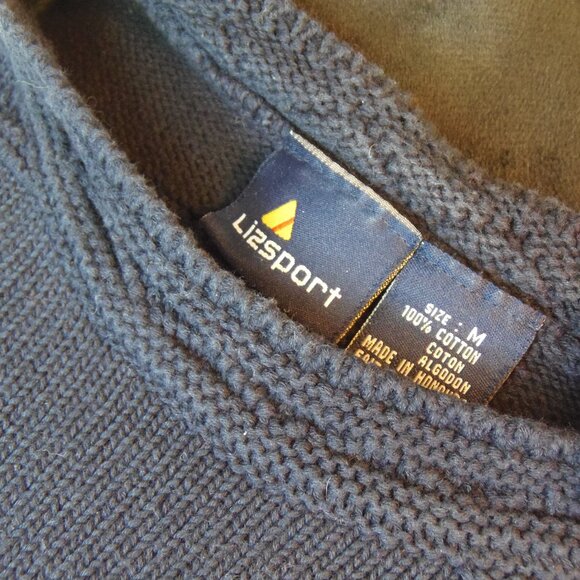 Lizsport
SIZE : M
100% COTTON
COTON
ALGODON
MADE IN